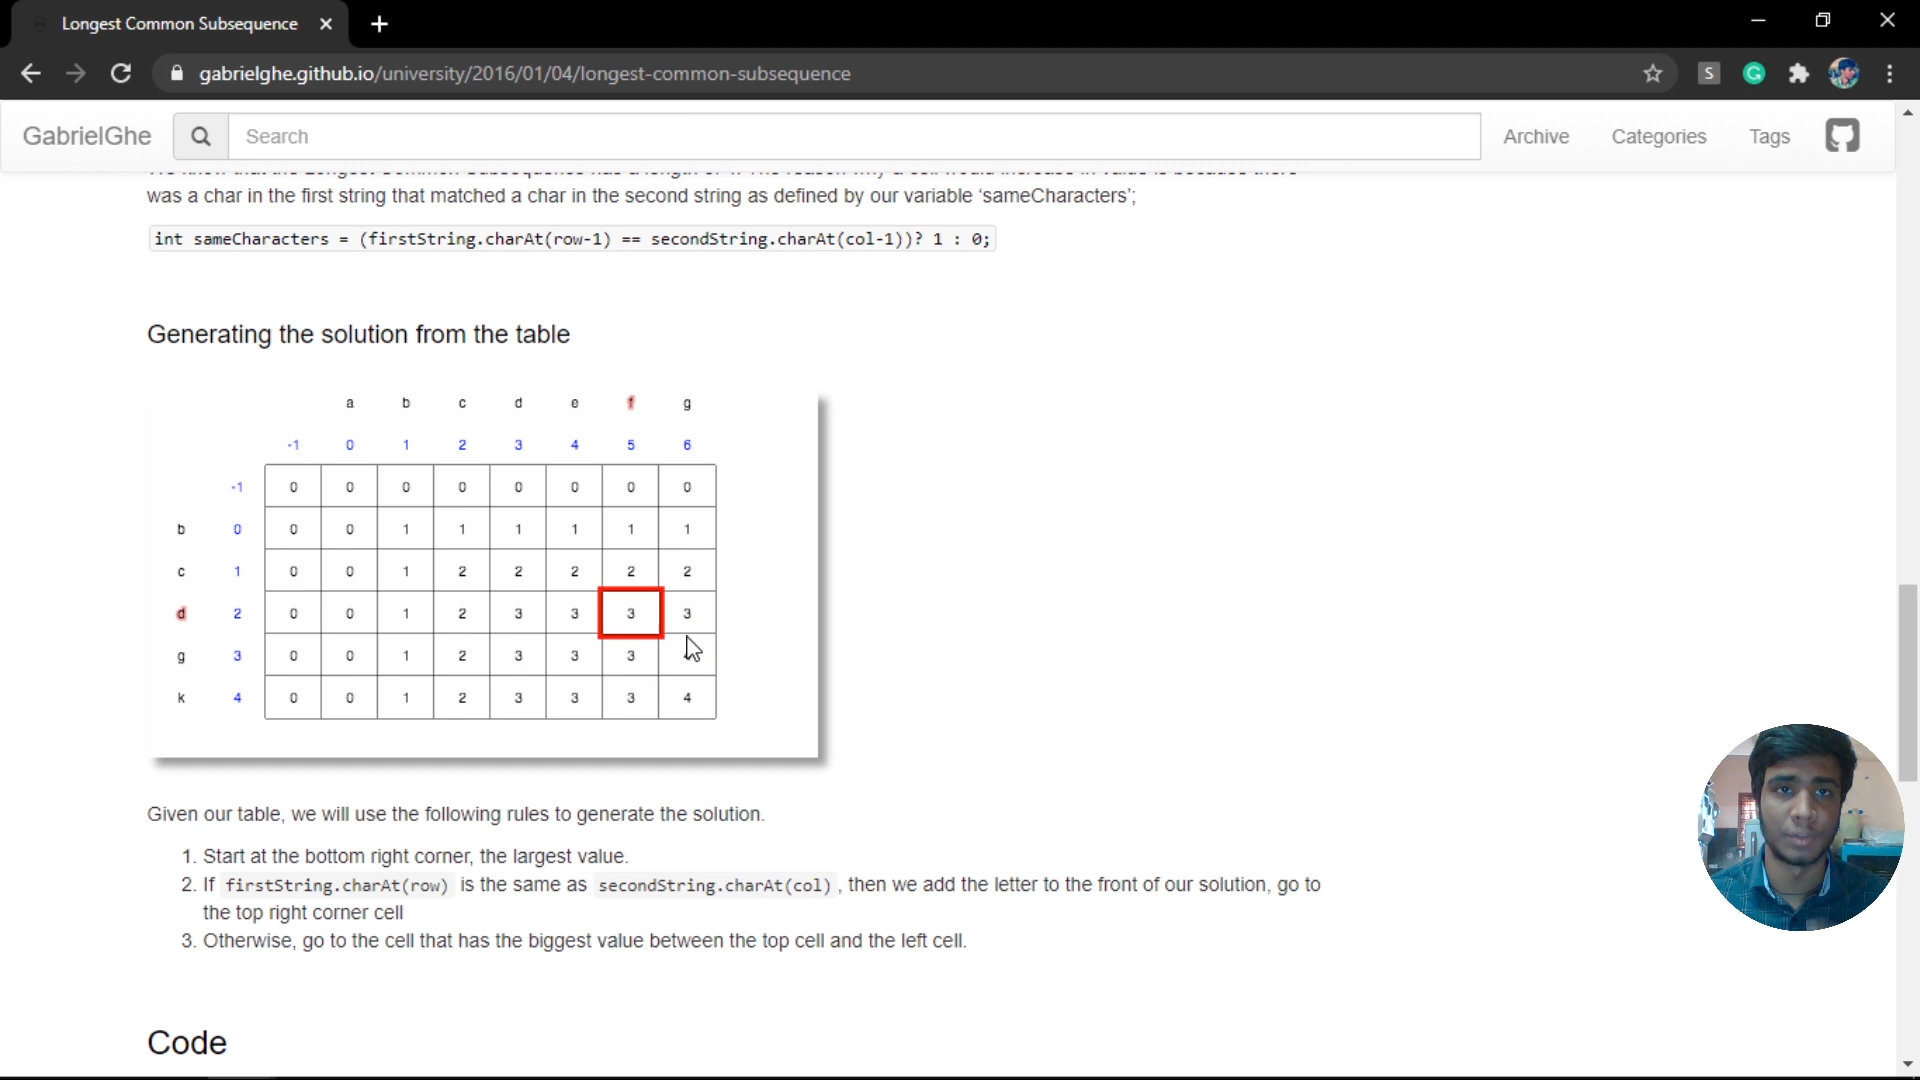 Longest Common Subsequence
gabrielghe.github.io/university/2016/01/04/longest-common-subsequence
S
G
GabrielGhe
Search
Archive
Categories
Tags
was a char in the first string that matched a char in the second string as defined by our variable ‘sameCharacters’;
int sameCharacters = (firstString.charAt(row-1) == secondString.charAt(col-1))? 1 : 0;
Generating the solution from the table
a b c d e f g
-1 0 1 2 3 4 5 6
-1 0 0 0 0 0 0 0 0
b 0 0 0 1 1 1 1 1 1
c 1 0 0 1 2 2 2 2 2
d 2 0 0 1 2 3 3 3 3
g 3 0 0 1 2 3 3 3
k 4 0 0 1 2 3 3 3 4
Given our table, we will use the following rules to generate the solution.
1. Start at the bottom right corner, the largest value.
2. If firstString.charAt(row) is the same as secondString.charAt(col), then we add the letter to the front of our solution, go to
the top right corner cell
3. Otherwise, go to the cell that has the biggest value between the top cell and the left cell.
Code